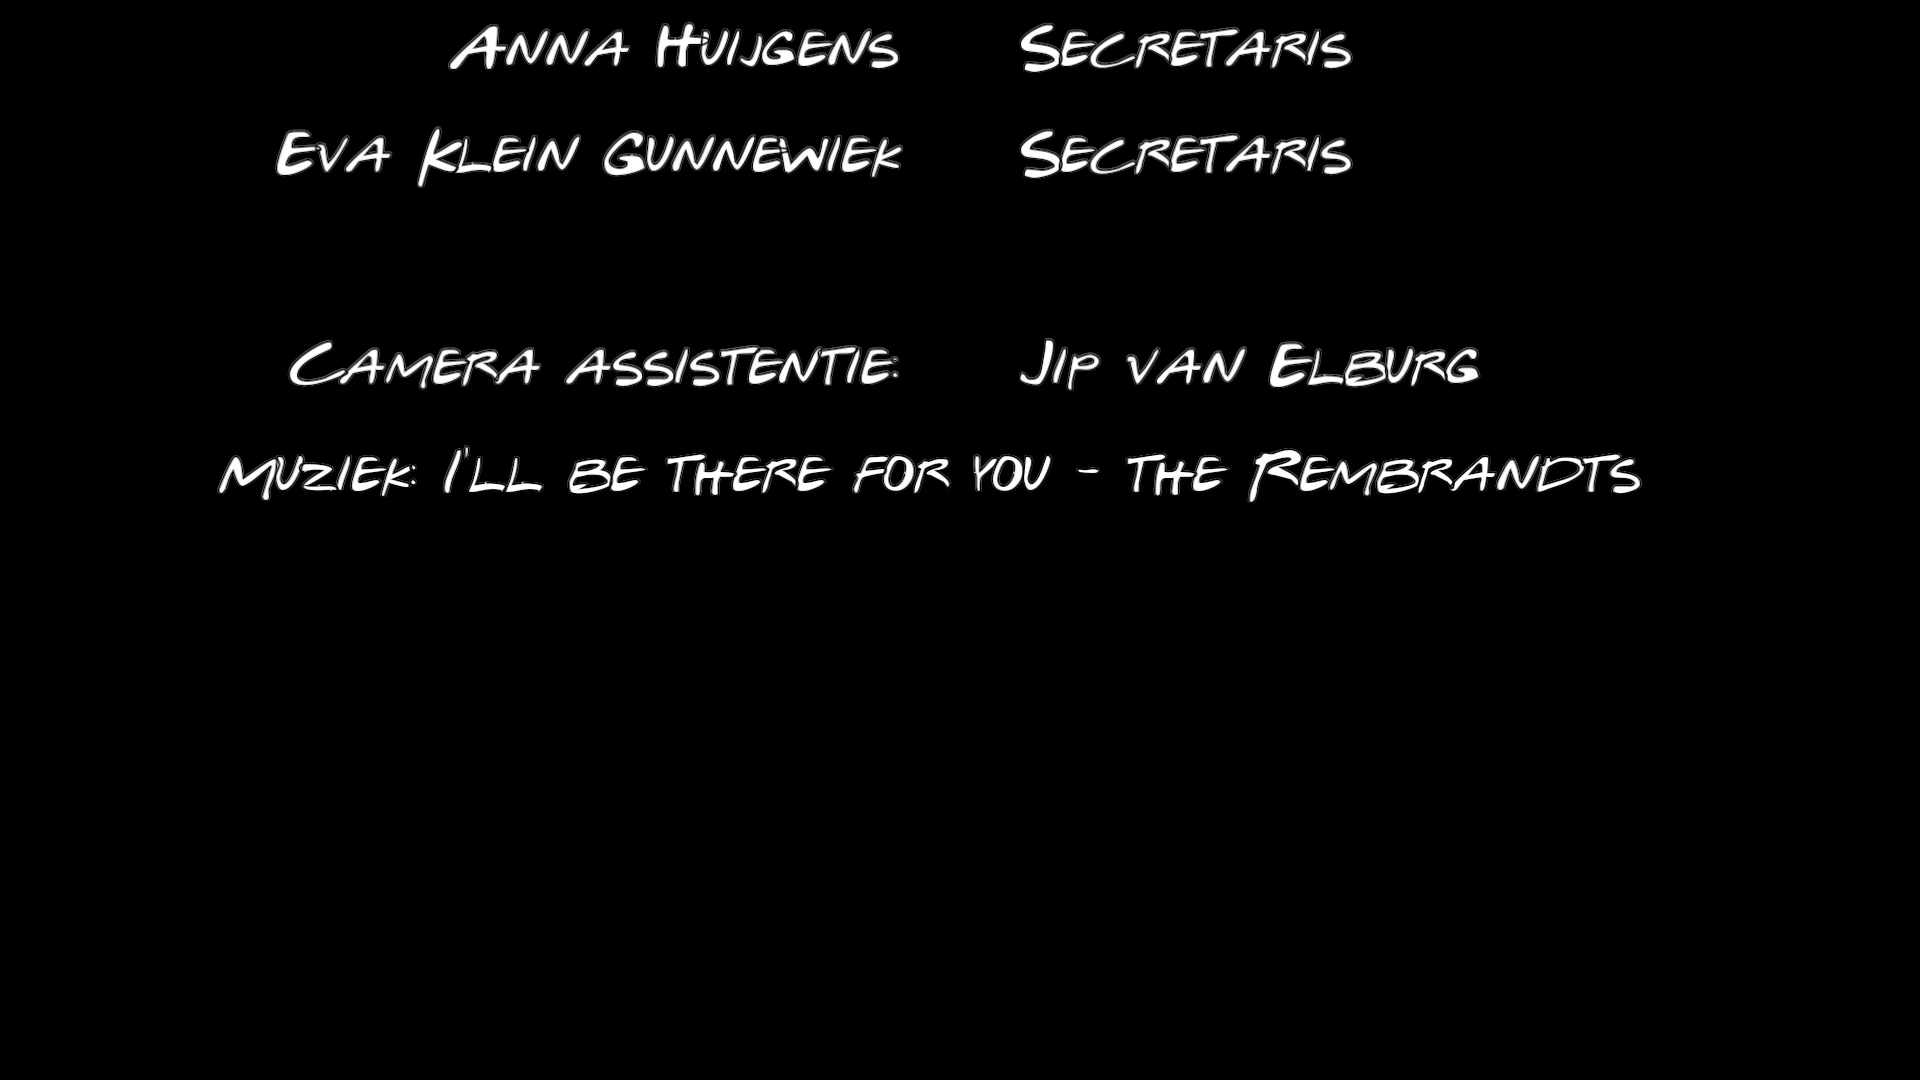 Anna Huijgens Secretaris
Eva Klein Gunnewiek Secretaris
Camera assistentie: Jip van Elburg
Muziek: I'll be there for you - the Rembrandts